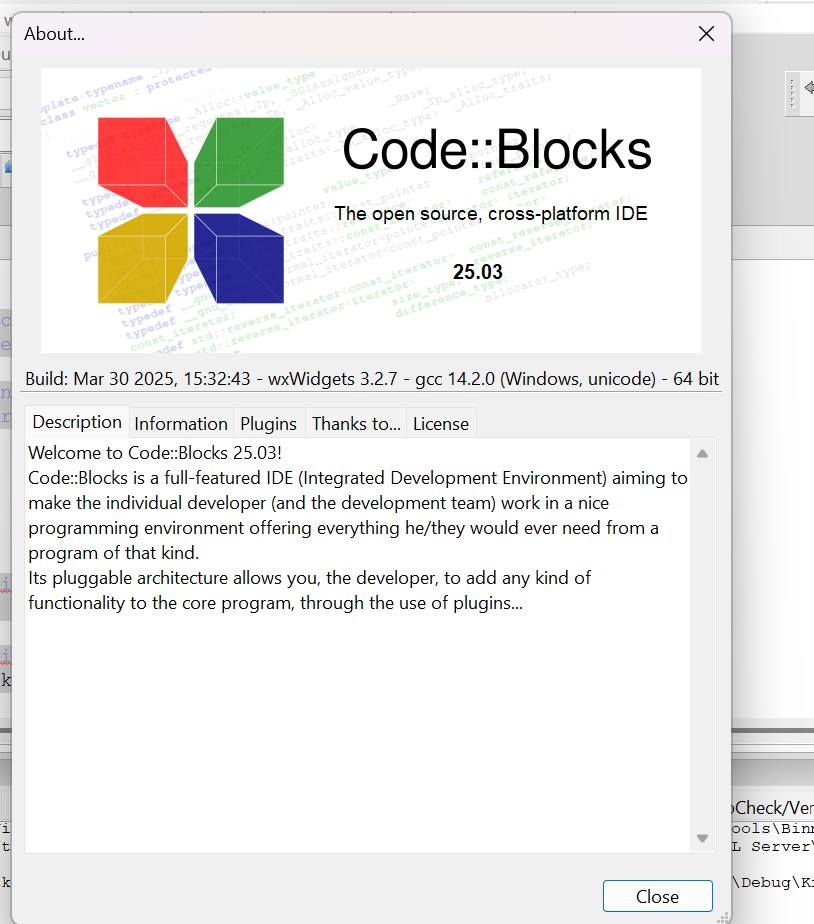 About...
Code::Blocks
The open source, cross-platform IDE
25.03
Build: Mar 30 2025, 15:32:43 - wxWidgets 3.2.7 - gcc 14.2.0 (Windows, unicode) - 64 bit
Description Information Plugins Thanks to... License
Welcome to Code::Blocks 25.03!
Code::Blocks is a full-featured IDE (Integrated Development Environment) aiming to
make the individual developer (and the development team) work in a nice
programming environment offering everything he/they would ever need from a
program of that kind.
Its pluggable architecture allows you, the developer, to add any kind of
functionality to the core program, through the use of plugins...
Close